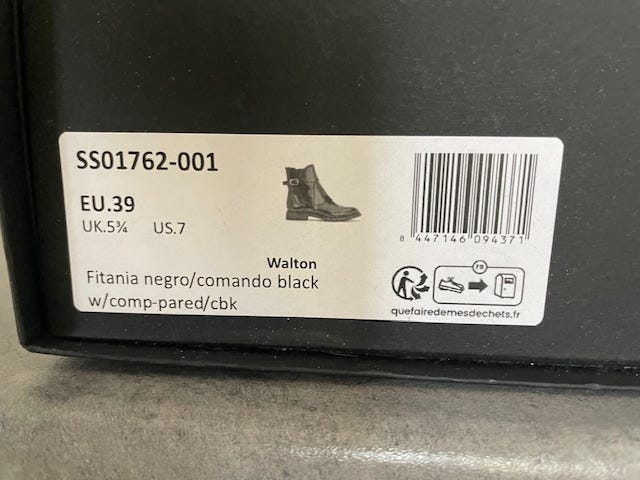 SS01762-001
EU.39
UK.5¾ US.7
Walton
Fitania negro/comando black
w/comp-pared/cbk
8 447146 094371
FR
quefairedemesdechets.fr